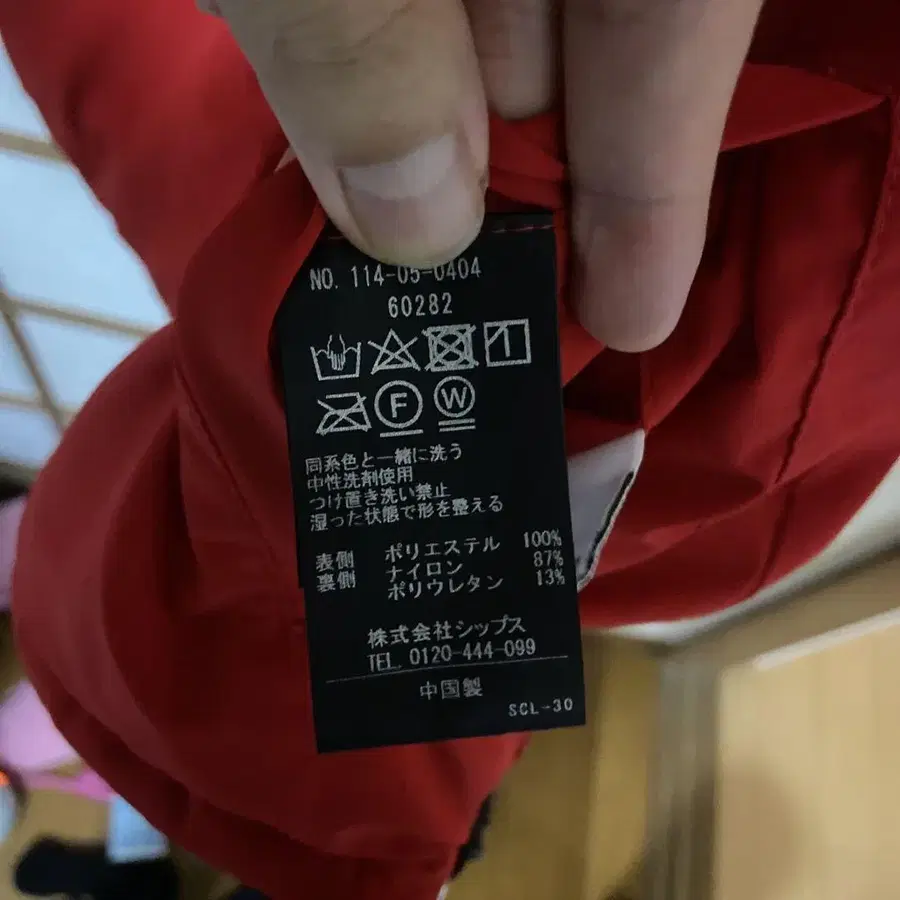 NO. 114-05-0404
60282
F W
同系色と一緒に洗う
中性洗剤使用
つけ置き洗い禁止
湿った状態で形を整える
表側 ポリエステル 100%
裏側 ナイロン 87%
ポリウレタン 13%
株式会社シップス
TEL. 0120-444-099
中国製
SCL-30